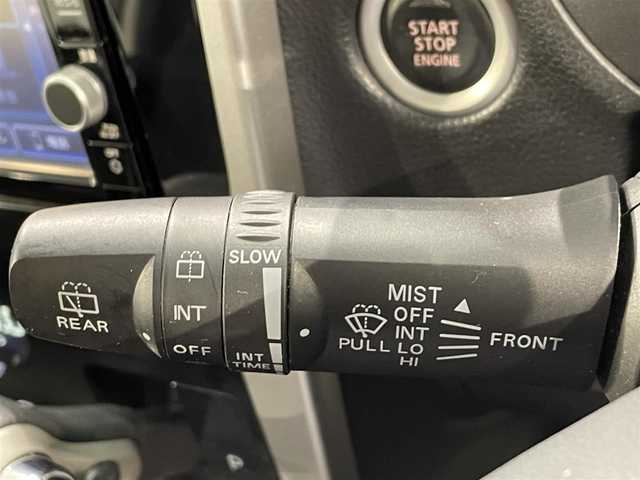 START
STOP
ENGINE
REAR
INT
OFF
SLOW
INT
TIME
MIST
OFF
INT
LO
HI
PULL
FRONT